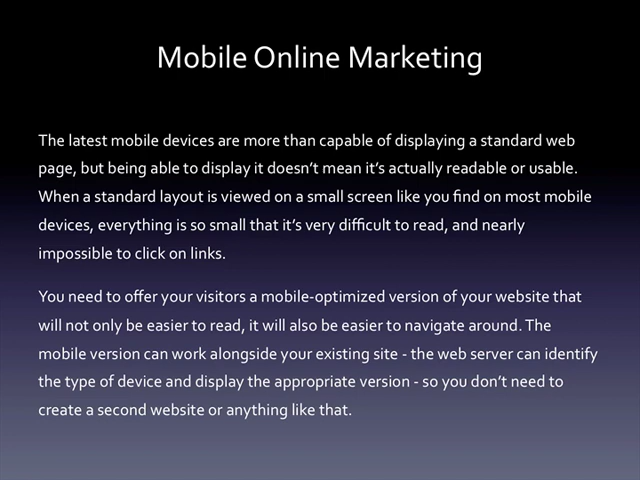 Mobile Online Marketing
The latest mobile devices are more than capable of displaying a standard web
page, but being able to display it doesn’t mean it’s actually readable or usable.
When a standard layout is viewed on a small screen like you find on most mobile
devices, everything is so small that it’s very difficult to read, and nearly
impossible to click on links.
You need to offer your visitors a mobile-optimized version of your website that
will not only be easier to read, it will also be easier to navigate around. The
mobile version can work alongside your existing site - the web server can identify
the type of device and display the appropriate version - so you don’t need to
create a second website or anything like that.